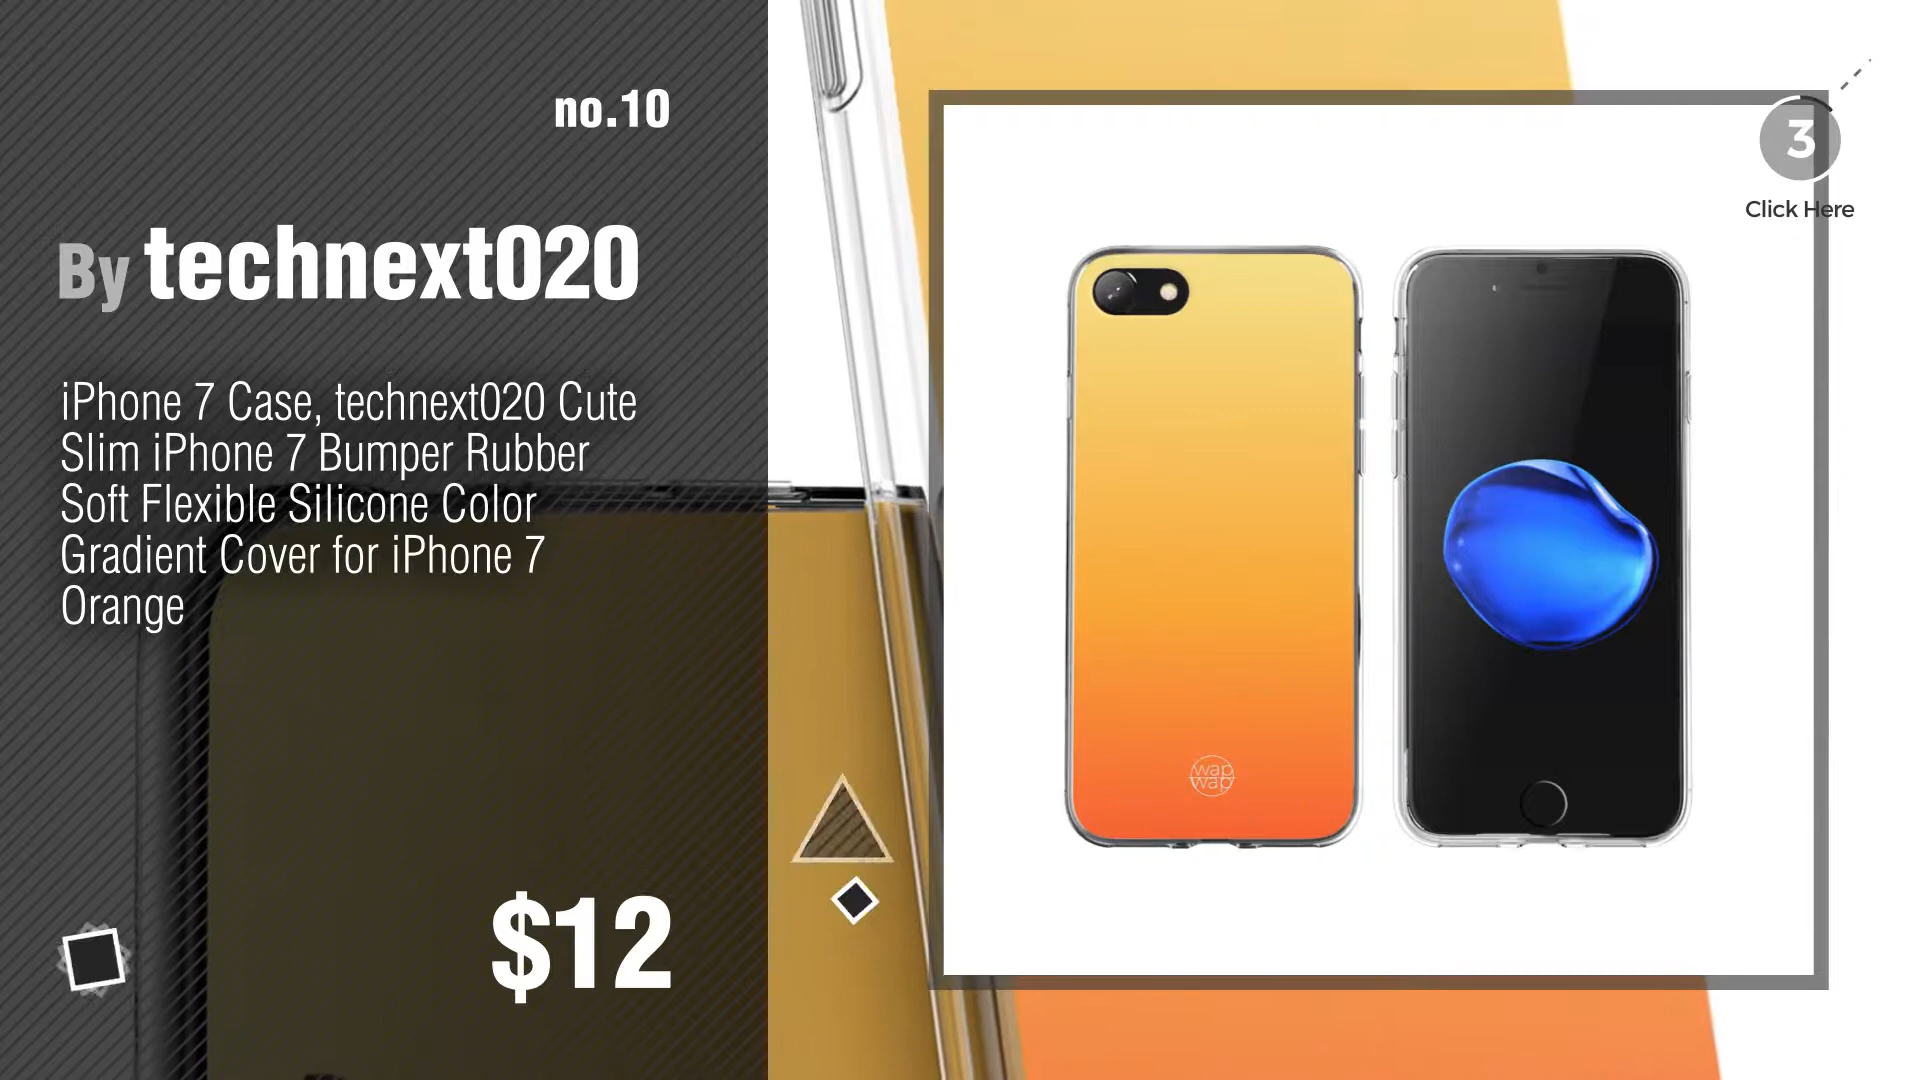 no.10
By technext020
iPhone 7 Case, technext020 Cute
Slim iPhone 7 Bumper Rubber
Soft Flexible Silicone Color
Gradient Cover for iPhone 7
Orange
$12
3
Click Here
wap
wap